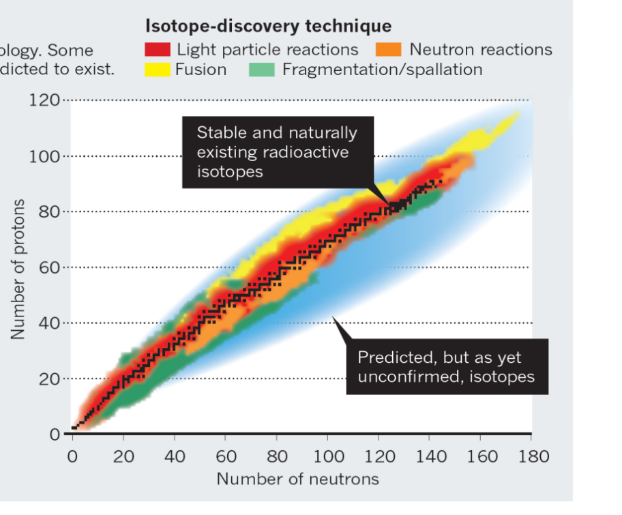 Isotope-discovery technique
ology. Some
dicted to exist.
Light particle reactions Neutron reactions
Fusion Fragmentation/spallation
120
100
80
60
40
20
0
Number of protons
Stable and naturally
existing radioactive
isotopes
Predicted, but as yet
unconfirmed, isotopes
0 20 40 60 80 100 120 140 160 180
Number of neutrons